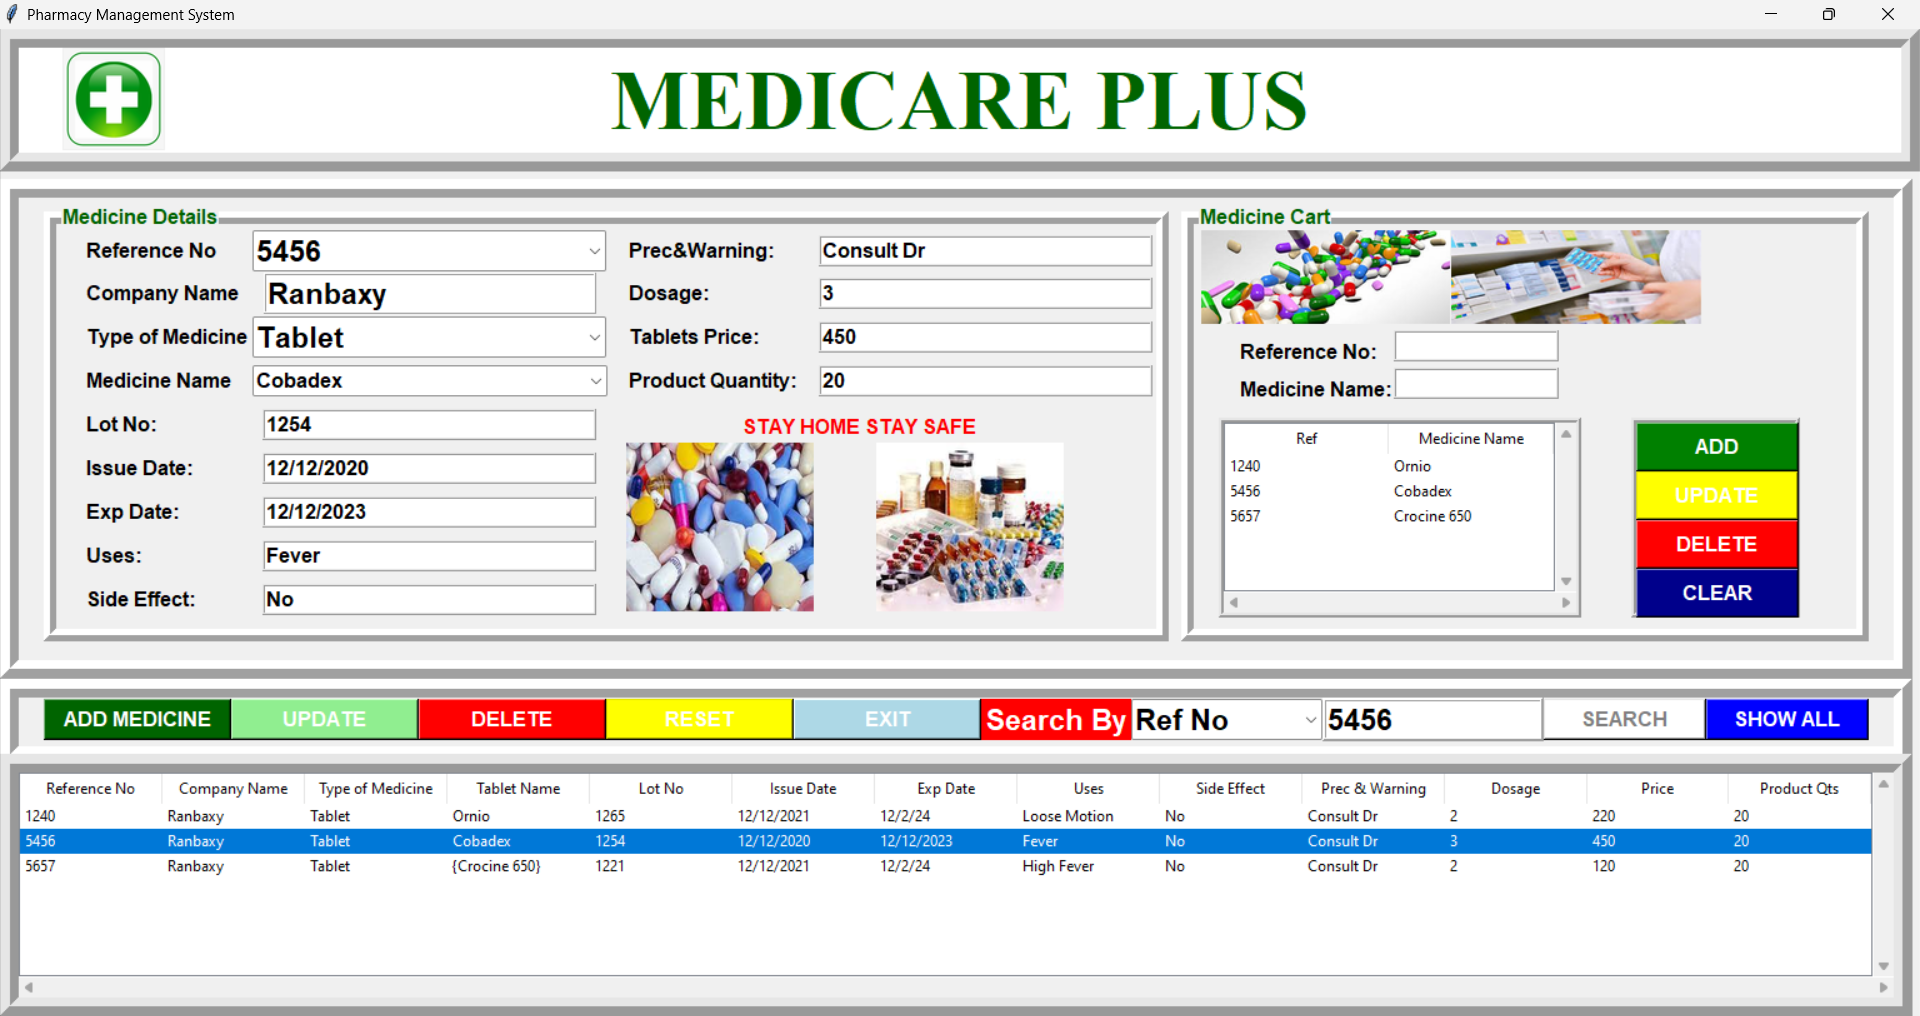 Pharmacy Management System
MEDICARE PLUS
Medicine Details
Reference No 5456
Company Name Ranbaxy
Type of Medicine Tablet
Medicine Name Cobadex
Lot No: 1254
Issue Date: 12/12/2020
Exp Date: 12/12/2023
Uses: Fever
Side Effect: No
Prec&Warning: Consult Dr
Dosage: 3
Tablets Price: 450
Product Quantity: 20
STAY HOME STAY SAFE
Medicine Cart
Reference No:
Medicine Name:
Ref Medicine Name
1240 Ornio
5456 Cobadex
5657 Crocine 650
ADD
UPDATE
DELETE
CLEAR
ADD MEDICINE UPDATE DELETE RESET EXIT Search By Ref No 5456 SEARCH SHOW ALL
Reference No Company Name Type of Medicine Tablet Name Lot No Issue Date Exp Date Uses Side Effect Prec & Warning Dosage Price Product Qts
1240 Ranbaxy Tablet Ornio 1265 12/12/2021 12/2/24 Loose Motion No Consult Dr 2 220 20
5456 Ranbaxy Tablet Cobadex 1254 12/12/2020 12/12/2023 Fever No Consult Dr 3 450 20
5657 Ranbaxy Tablet {Crocine 650} 1221 12/12/2021 12/2/24 High Fever No Consult Dr 2 120 20